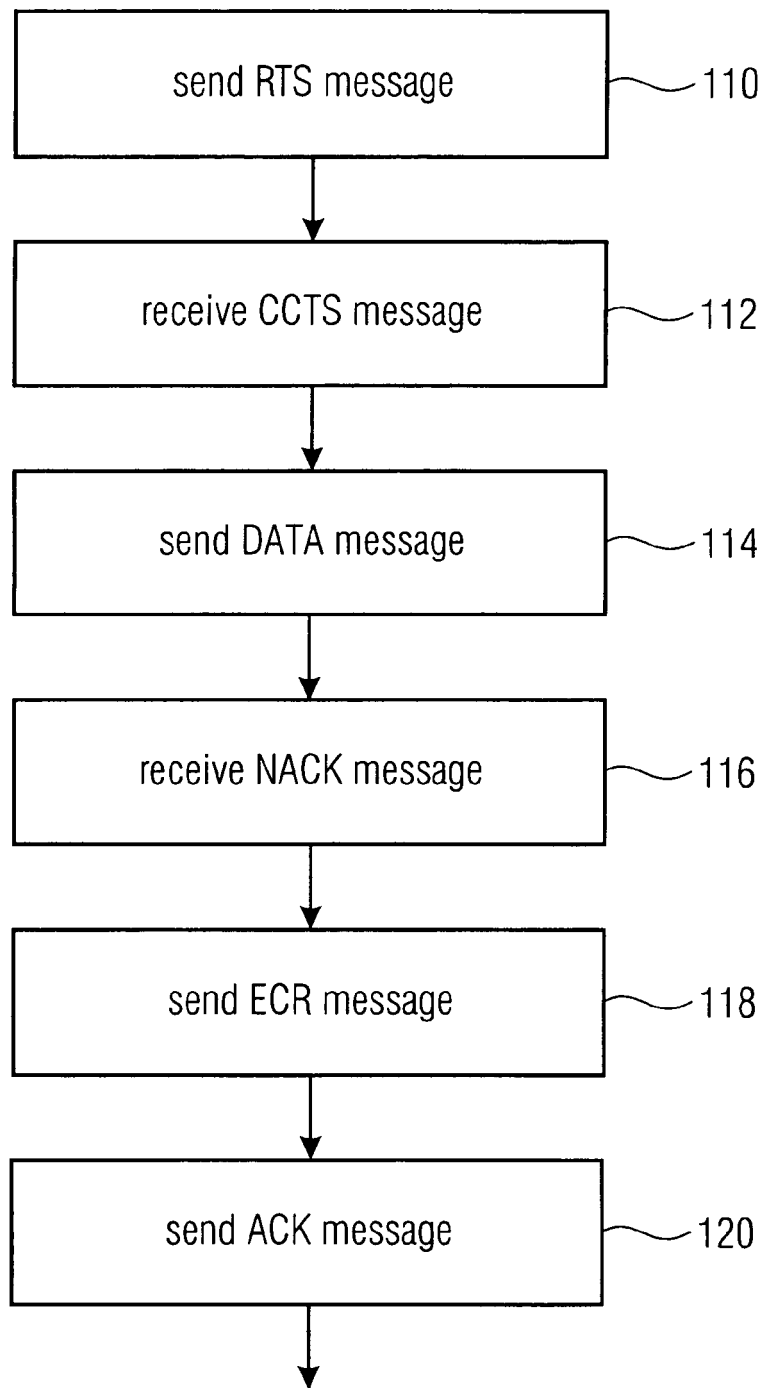 send RTS message 110
receive CCTS message 112
send DATA message 114
receive NACK message 116
send ECR message 118
send ACK message 120